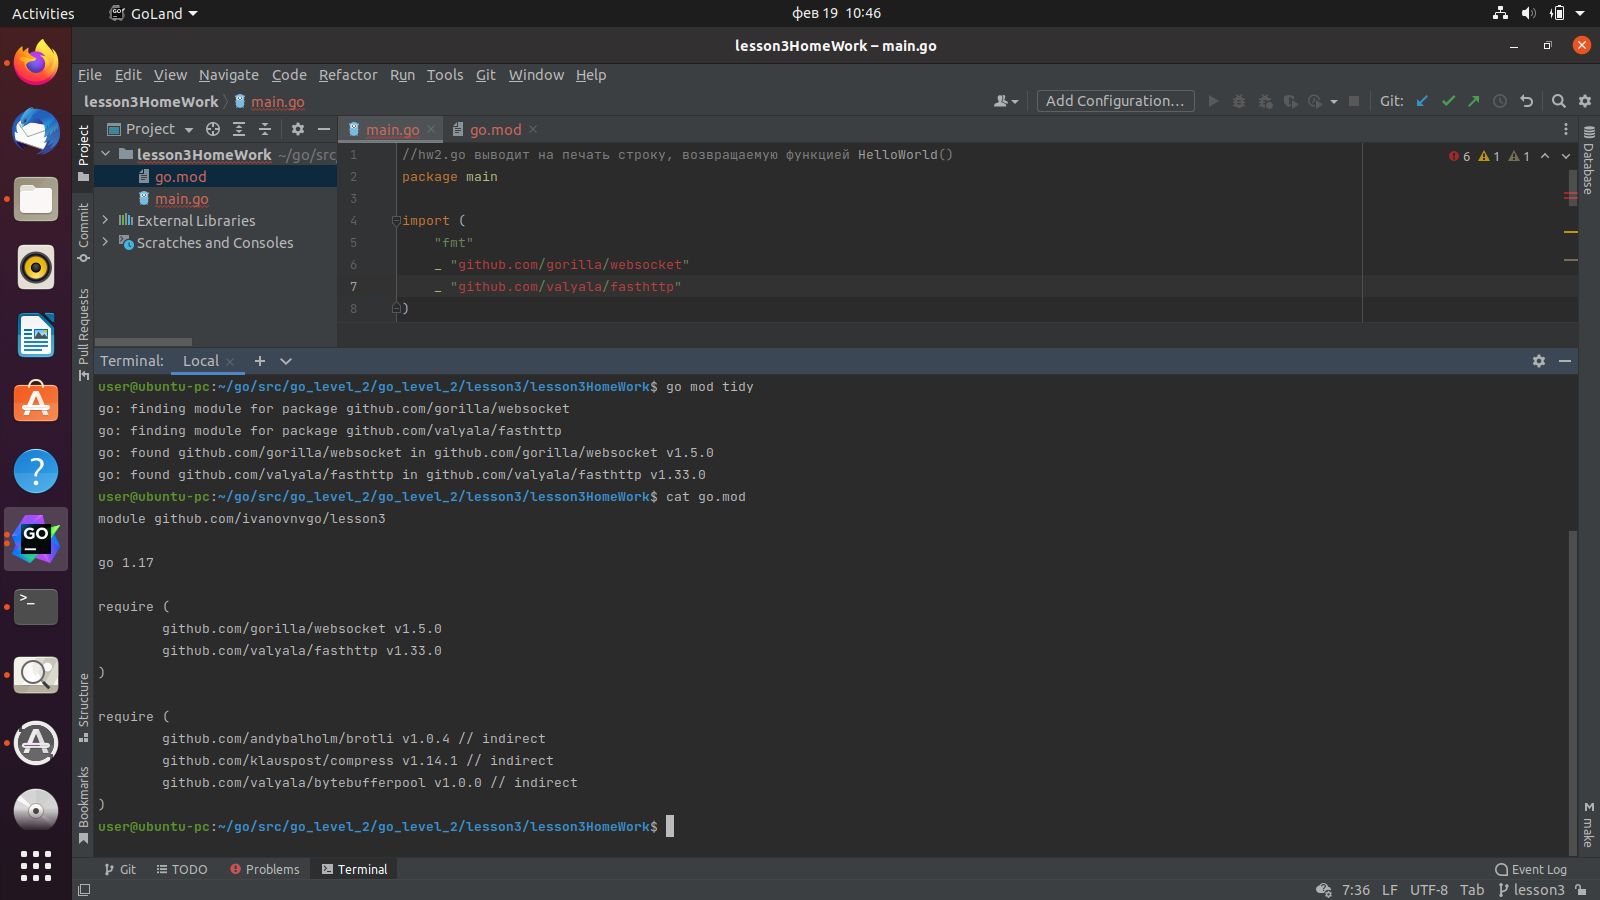 Activities GoLand фев 19 10:46
lesson3HomeWork – main.go
File Edit View Navigate Code Refactor Run Tools Git Window Help
lesson3HomeWork main.go Add Configuration... Git:
Project main.go go.mod
lesson3HomeWork ~/go/src
go.mod
main.go
External Libraries
Scratches and Consoles
1 //hw2.go выводит на печать строку, возвращаемую функцией HelloWorld()
2 package main
3
4 import (
5 "fmt"
6 _ "github.com/gorilla/websocket"
7 _ "github.com/valyala/fasthttp"
8 )
6 1 1
Project
Commit
Pull Requests
Structure
Bookmarks
Database
make
Terminal: Local
user@ubuntu-pc:~/go/src/go_level_2/go_level_2/lesson3/lesson3HomeWork$ go mod tidy
go: finding module for package github.com/gorilla/websocket
go: finding module for package github.com/valyala/fasthttp
go: found github.com/gorilla/websocket in github.com/gorilla/websocket v1.5.0
go: found github.com/valyala/fasthttp in github.com/valyala/fasthttp v1.33.0
user@ubuntu-pc:~/go/src/go_level_2/go_level_2/lesson3/lesson3HomeWork$ cat go.mod
module github.com/ivanovnvgo/lesson3
go 1.17
require (
github.com/gorilla/websocket v1.5.0
github.com/valyala/fasthttp v1.33.0
)
require (
github.com/andybalholm/brotli v1.0.4 // indirect
github.com/klauspost/compress v1.14.1 // indirect
github.com/valyala/bytebufferpool v1.0.0 // indirect
)
user@ubuntu-pc:~/go/src/go_level_2/go_level_2/lesson3/lesson3HomeWork$
Git TODO Problems Terminal Event Log
7:36 LF UTF-8 Tab lesson3